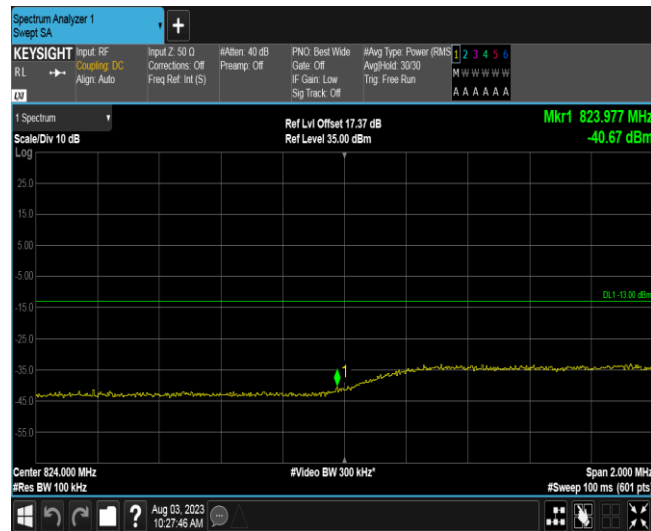 Spectrum Analyzer 1
Swept SA
+
KEYSIGHT Input: RF Input Z: 50 Ω #Atten: 40 dB PNO: Best Wide #Avg Type: Power (RMS 1 2 3 4 5 6
RL Coupling: DC Corrections: Off Preamp: Off Gate: Off Avg|Hold: 30/30 M W W W W W
Align: Auto Freq Ref: Int (S) IF Gain: Low Trig: Free Run
Sig Track: Off A A A A A A
LXI
1 Spectrum Ref Lvl Offset 17.37 dB Mkr1 823.977 MHz
Scale/Div 10 dB Ref Level 35.00 dBm -40.67 dBm
Log
25.0
15.0
5.00
-5.00
DL1 -13.00 dBm
-15.0
-25.0
-35.0
1
-45.0
-55.0
Center 824.000 MHz #Video BW 300 kHz* Span 2.000 MHz
#Res BW 100 kHz #Sweep 100 ms (601 pts
? Aug 03, 2023
10:27:46 AM